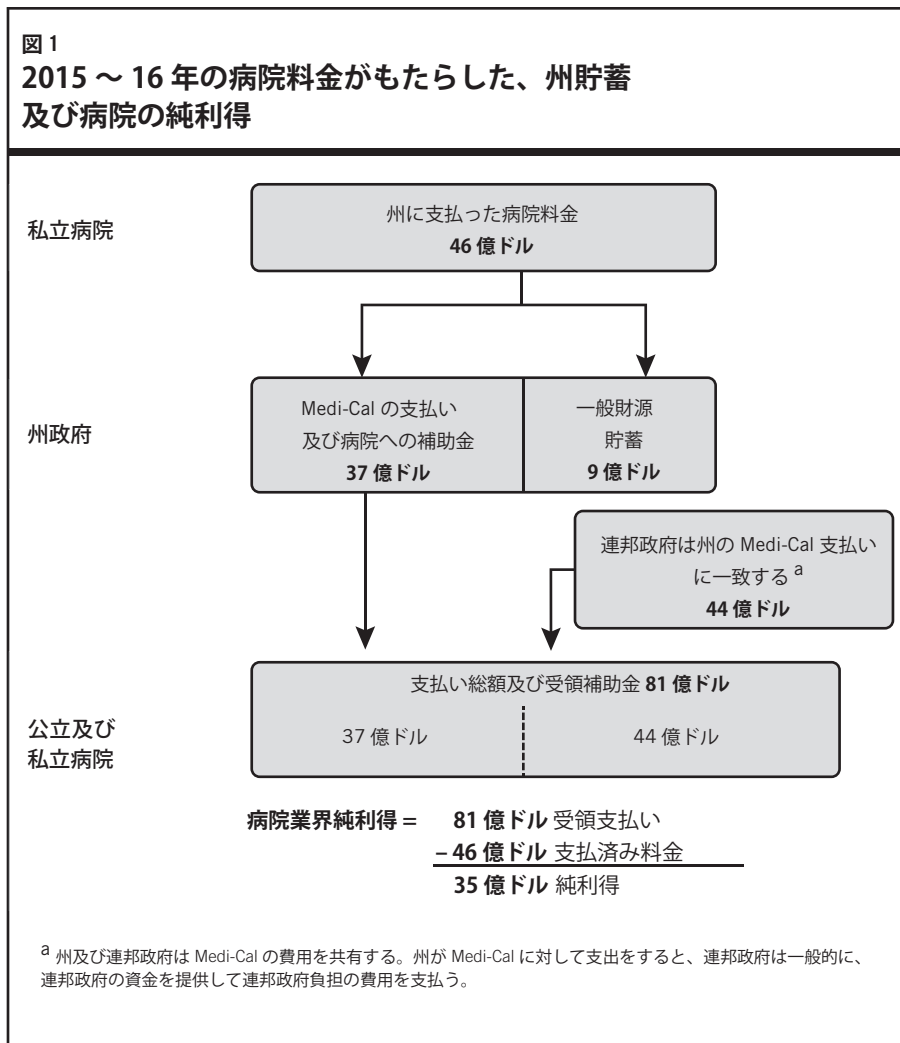 図 1
2015 ～ 16 年の病院料金がもたらした、州貯蓄
及び病院の純利得
私立病院
州に支払った病院料金
46 億ドル
州政府
Medi-Cal の支払い
及び病院への補助金
37 億ドル
一般財源
貯蓄
9 億ドル
連邦政府は州の Medi-Cal 支払い
に一致する a
44 億ドル
公立及び
私立病院
支払い総額及び受領補助金 81 億ドル
37 億ドル
44 億ドル
病院業界純利得 = 81 億ドル 受領支払い
– 46 億ドル 支払済み料金
35 億ドル 純利得
a 州及び連邦政府は Medi-Cal の費用を共有する。州が Medi-Cal に対して支出をすると、連邦政府は一般的に、
連邦政府の資金を提供して連邦政府負担の費用を支払う。